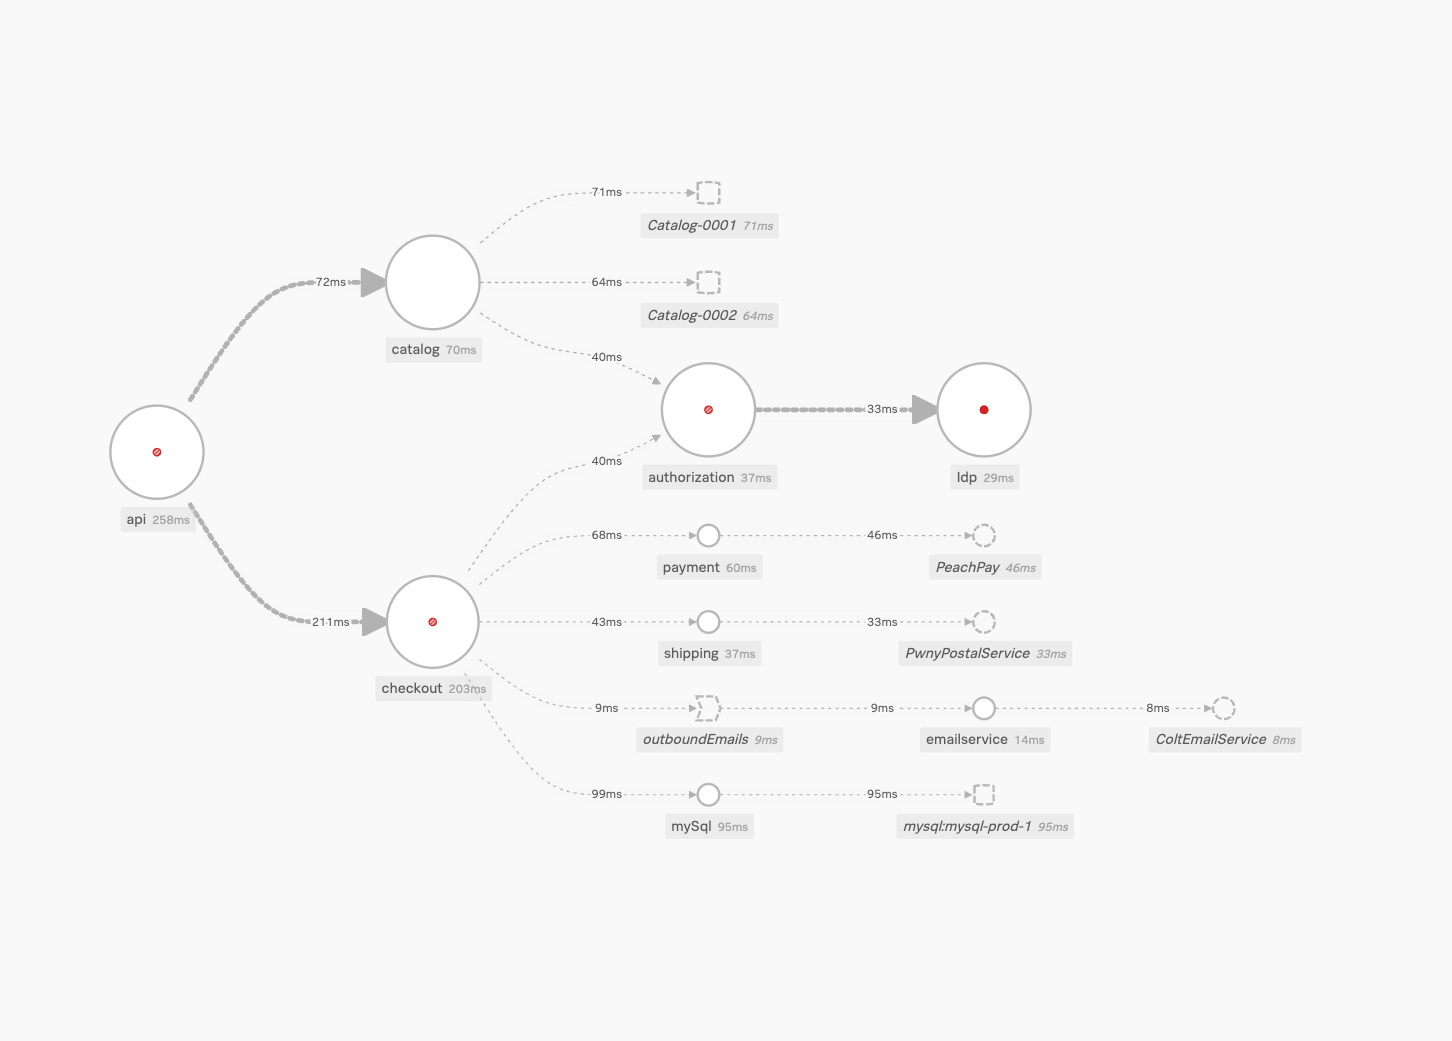 71ms
Catalog-0001 71ms
72ms
64ms
Catalog-0002 64ms
catalog 70ms
40ms
33ms
authorization 37ms
ldp 29ms
api 258ms
40ms
68ms
46ms
payment 60ms
PeachPay 46ms
211ms
43ms
33ms
shipping 37ms
PwnyPostalService 33ms
checkout 203ms
9ms
9ms
8ms
outboundEmails 9ms
emailservice 14ms
ColtEmailService 8ms
99ms
95ms
mySql 95ms
mysql:mysql-prod-1 95ms